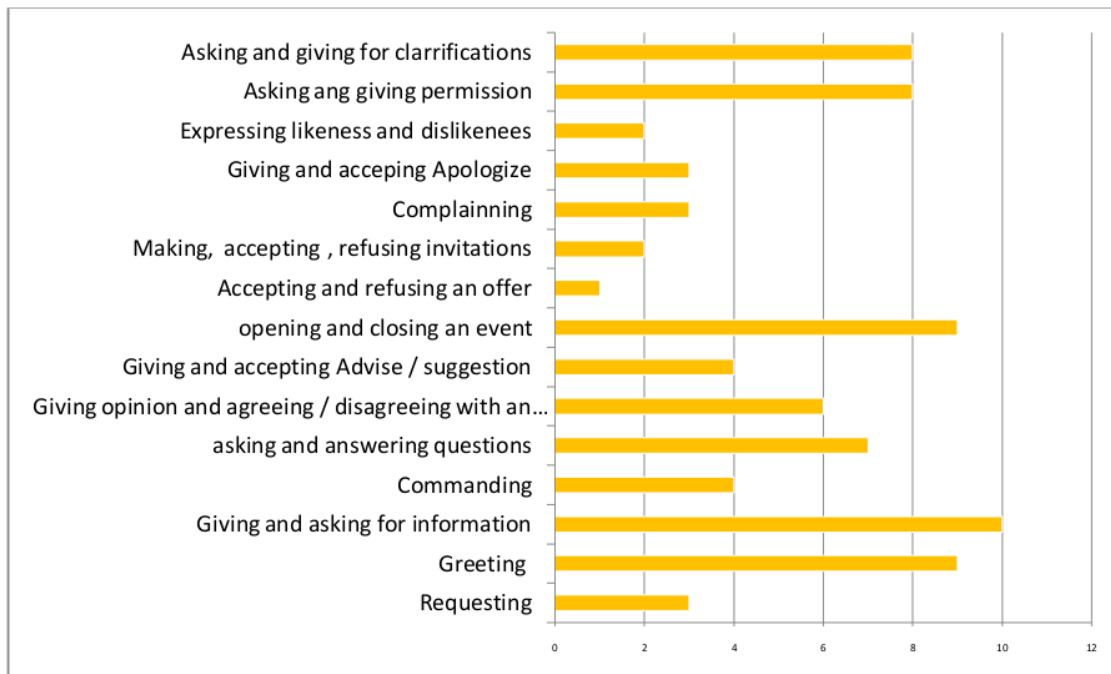 Asking and giving for clarrifications
Asking ang giving permission
Expressing likeness and dislikenees
Giving and acceping Apologize
Complainning
Making, accepting , refusing invitations
Accepting and refusing an offer
opening and closing an event
Giving and accepting Advise / suggestion
Giving opinion and agreeing / disagreeing with an...
asking and answering questions
Commanding
Giving and asking for information
Greeting
Requesting
0 2 4 6 8 10 12